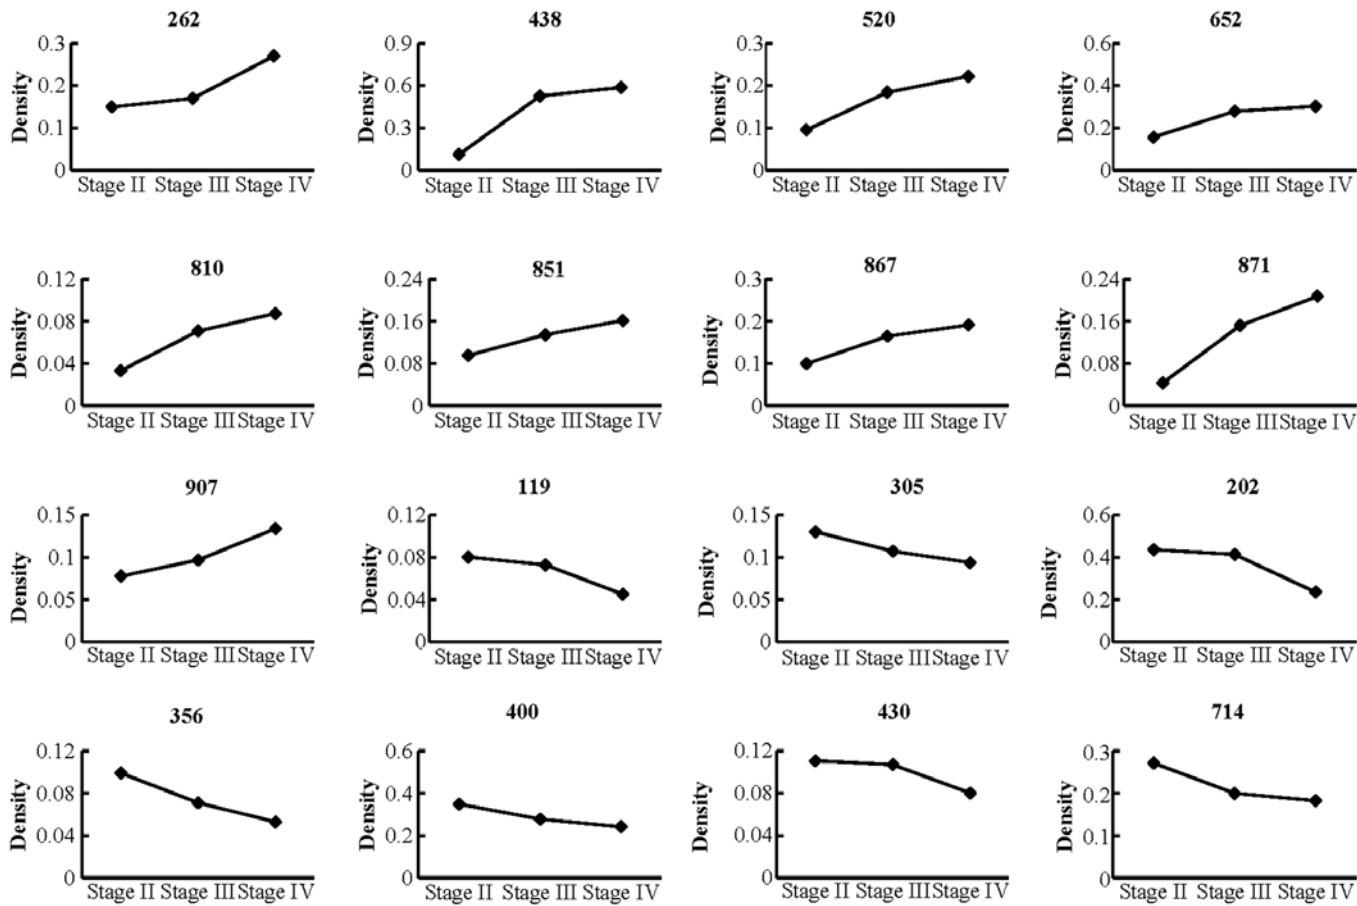 262 438 520 652
0.3 0.9 0.3 0.6
0.2 0.6 0.2 0.4
0.1 0.3 0.1 0.2
0 0 0 0
Density Density Density Density
Stage II Stage III Stage IV Stage II Stage III Stage IV Stage II Stage III Stage IV Stage II Stage III Stage IV
810 851 867 871
0.12 0.24 0.3 0.24
0.08 0.16 0.2 0.16
0.04 0.08 0.1 0.08
0 0 0 0
Density Density Density Density
Stage II Stage III Stage IV Stage II Stage III Stage IV Stage II Stage III Stage IV Stage II Stage III Stage IV
907 119 305 202
0.15 0.12 0.15 0.6
0.1 0.08 0.1 0.4
0.05 0.04 0.05 0.2
0 0 0 0
Density Density Density Density
Stage II Stage III Stage IV Stage II Stage III Stage IV Stage II Stage III Stage IV Stage II Stage III Stage IV
356 400 430 714
0.12 0.6 0.12 0.3
0.08 0.4 0.08 0.2
0.04 0.2 0.04 0.1
0 0 0 0
Density Density Density Density
Stage II Stage III Stage IV Stage II Stage III Stage IV Stage II Stage III Stage IV Stage II Stage III Stage IV